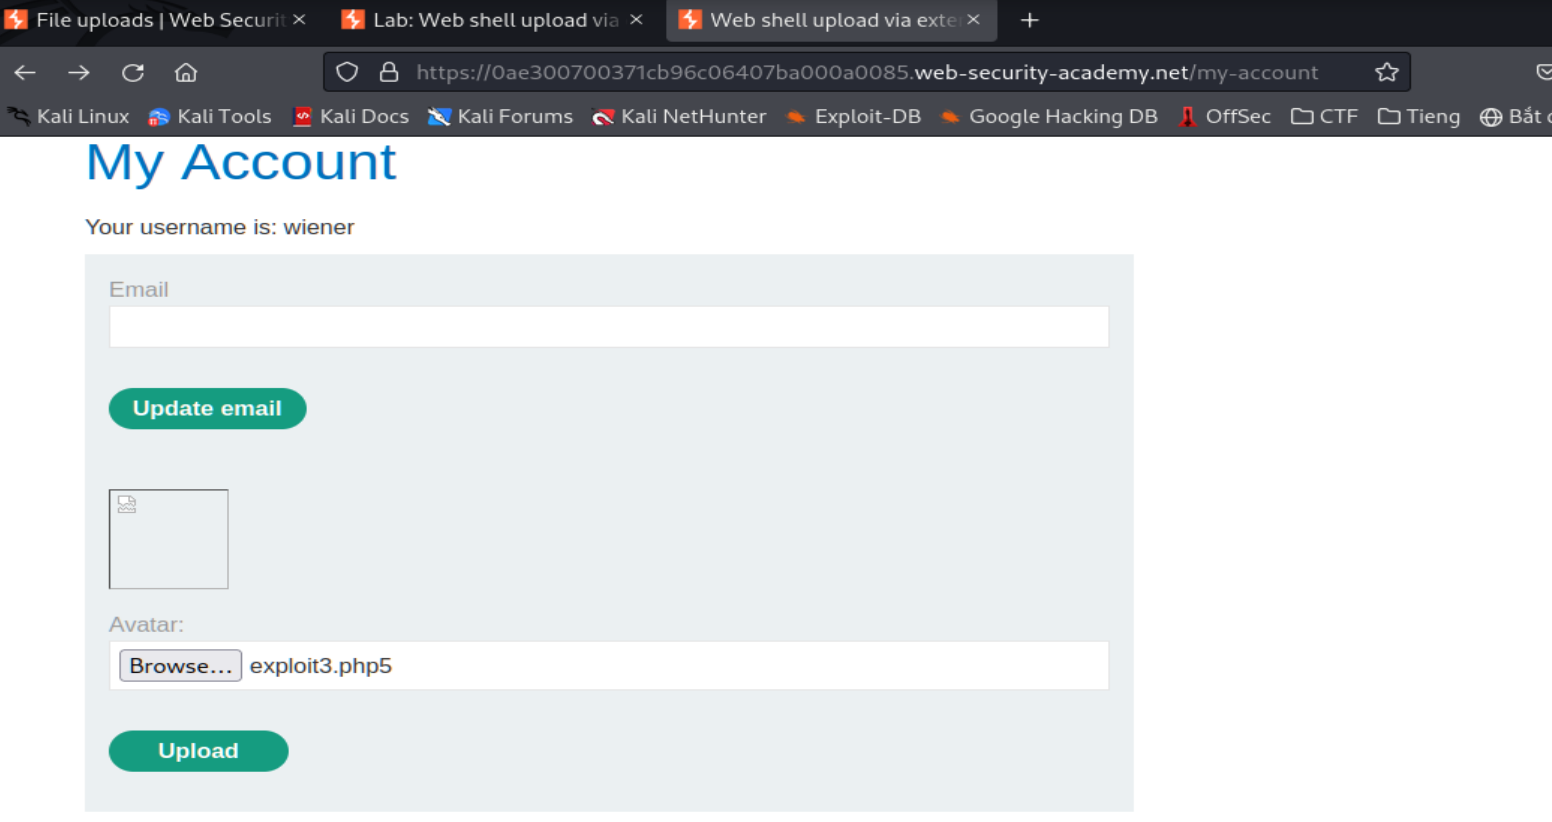 File uploads | Web Securit
Lab: Web shell upload via
Web shell upload via exte
https://0ae300700371cb96c06407ba000a0085.web-security-academy.net/my-account
Kali Linux Kali Tools Kali Docs Kali Forums Kali NetHunter Exploit-DB Google Hacking DB OffSec CTF Tieng Bắt
My Account
Your username is: wiener
Email
Update email
Avatar:
Browse... exploit3.php5
Upload